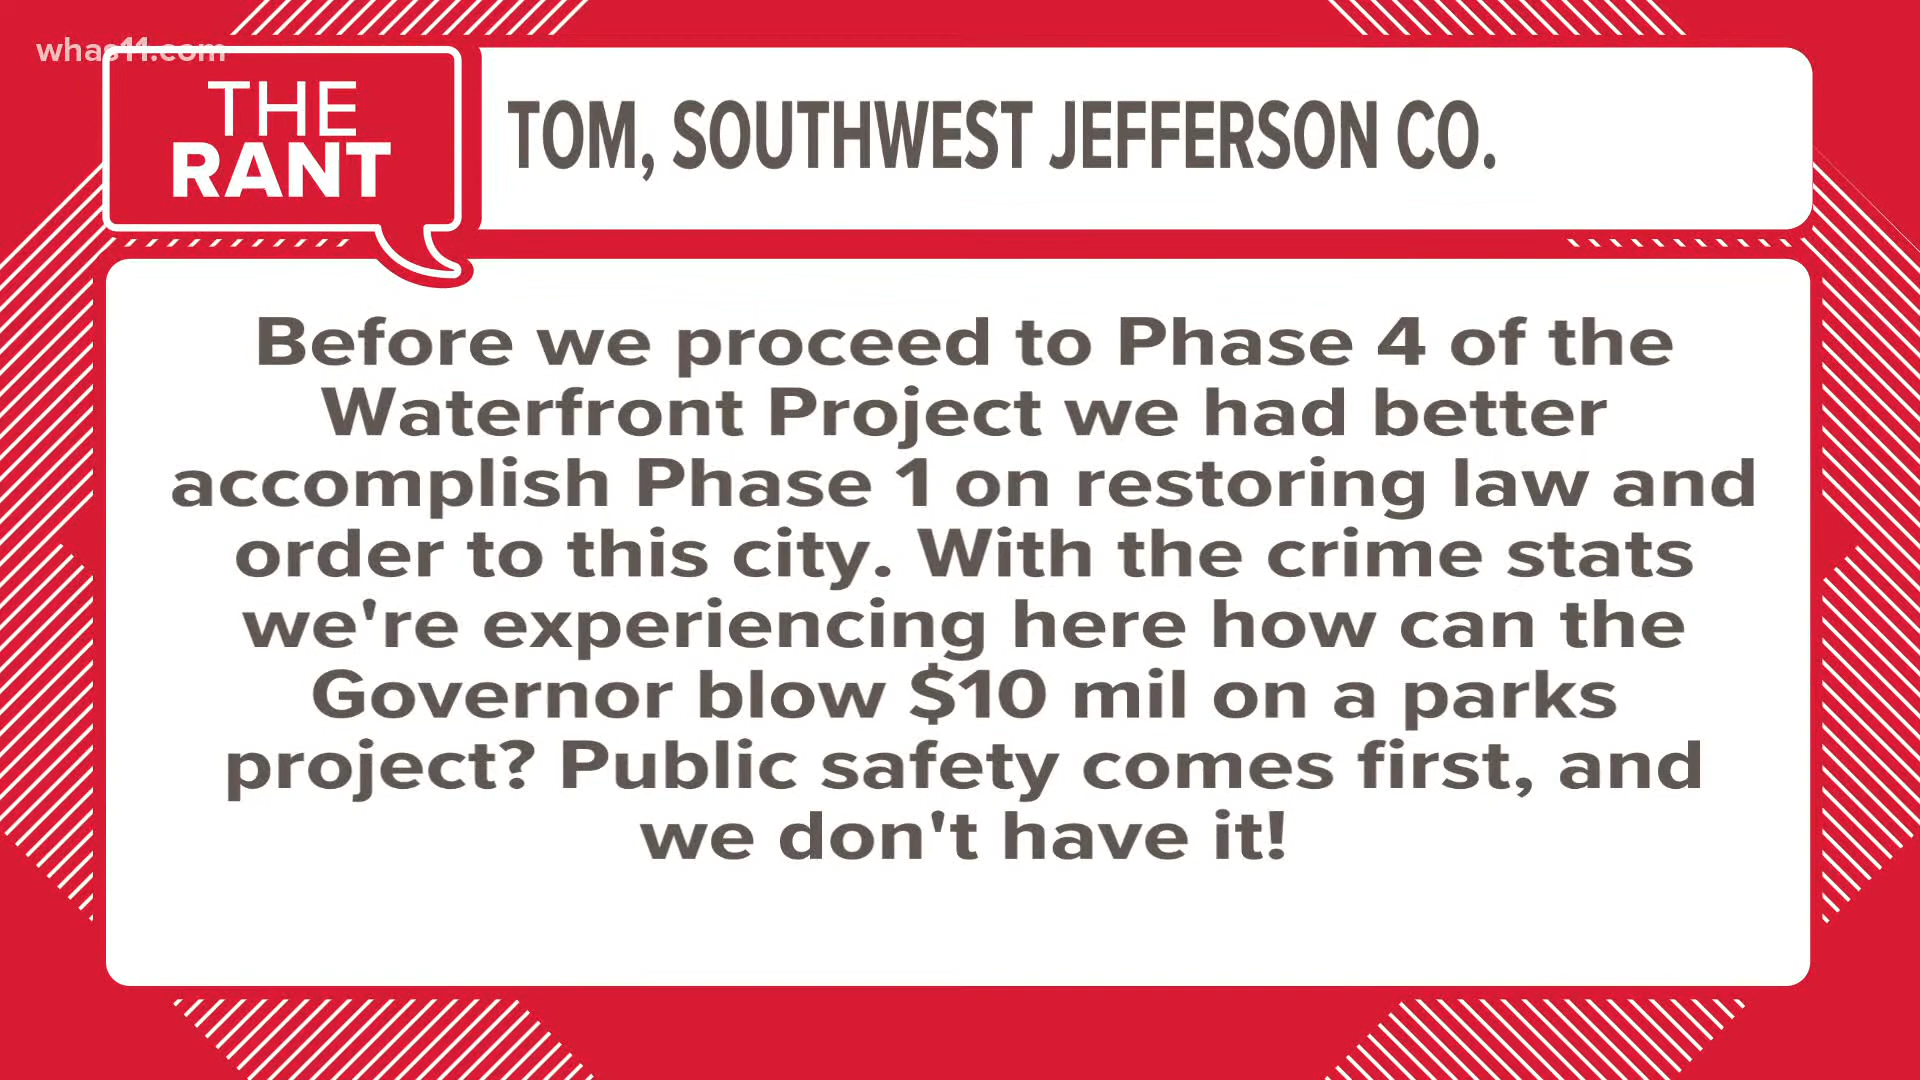 whas11.com
THE
RANT
TOM, SOUTHWEST JEFFERSON CO.
Before we proceed to Phase 4 of the
Waterfront Project we had better
accomplish Phase 1 on restoring law and
order to this city. With the crime stats
we're experiencing here how can the
Governor blow $10 mil on a parks
project? Public safety comes first, and
we don't have it!